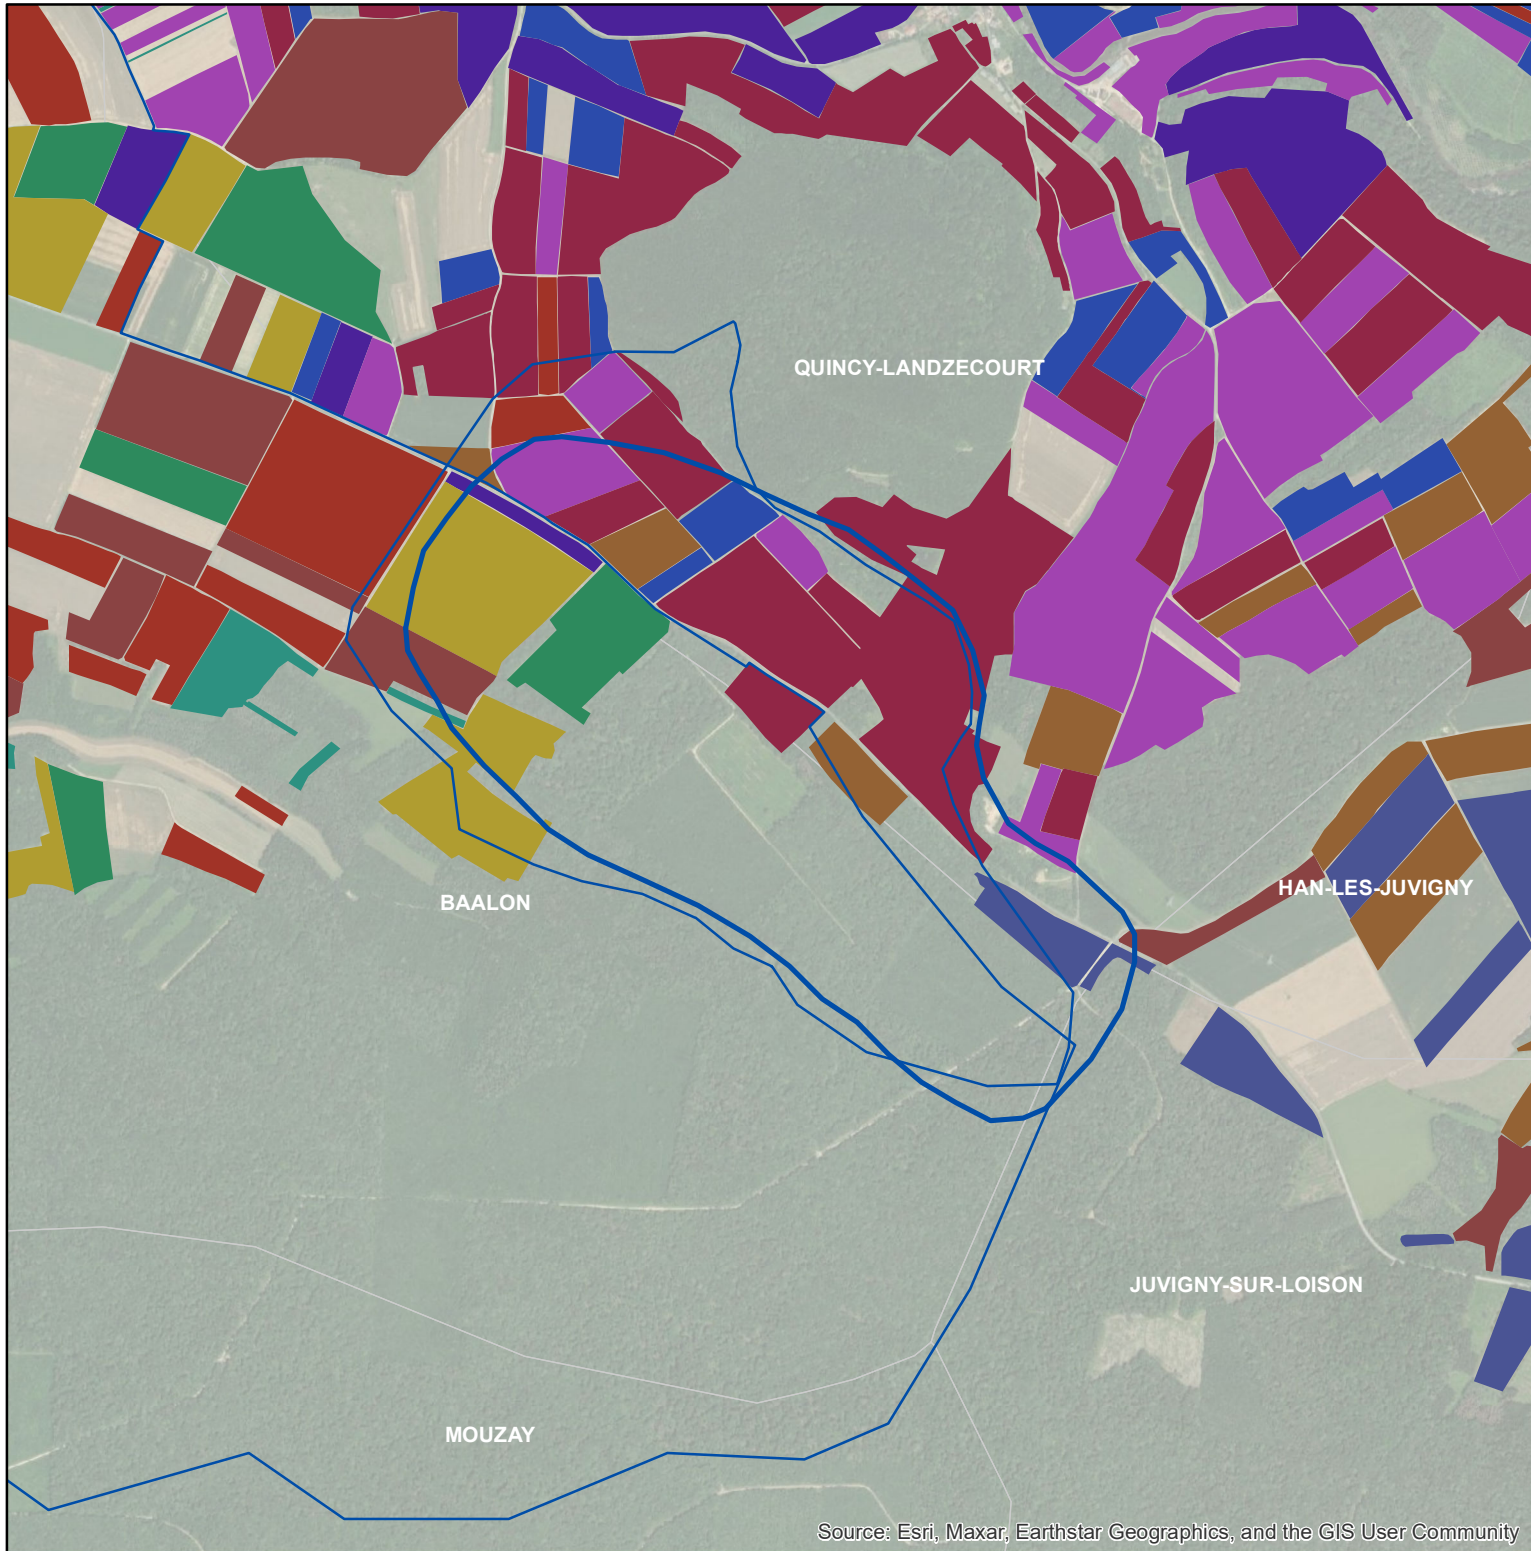 QUINCY-LANDZECOURT
HAN-LES-JUVIGNY
BAALON
JUVIGNY-SUR-LOISON
MOUZAY
Source: Esri, Maxar, Earthstar Geographics, and the GIS User Community